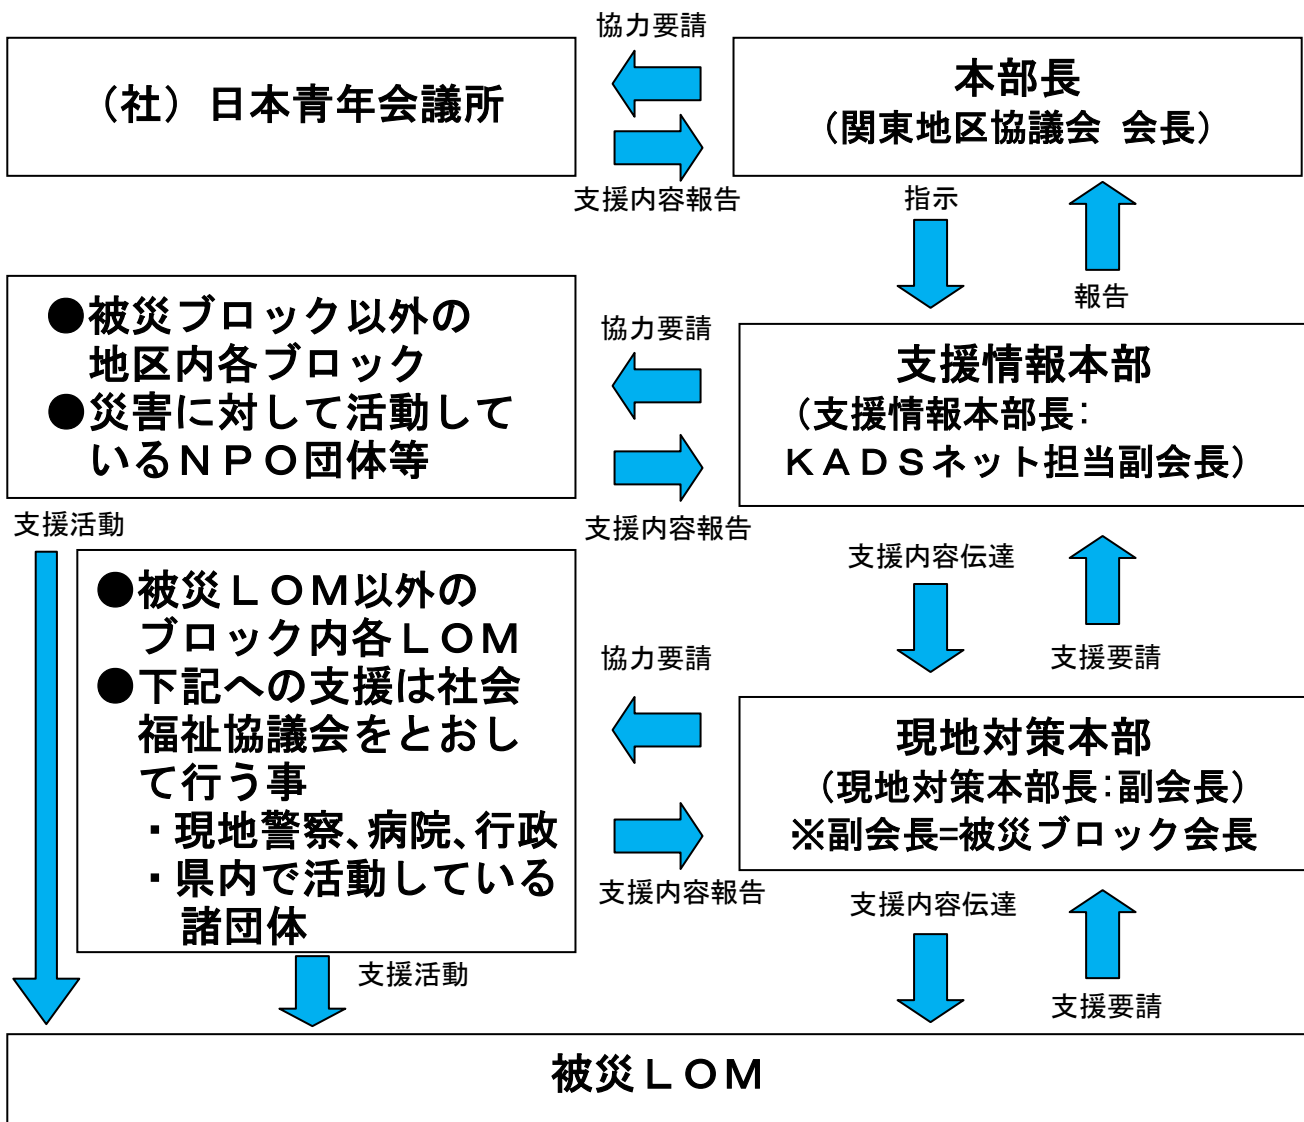 協力要請
（社）日本青年会議所
本部長
（関東地区協議会 会長）
支援内容報告
指示
報告
●被災ブロック以外の
地区内各ブロック
●災害に対して活動して
いるＮＰＯ団体等
協力要請
支援情報本部
（支援情報本部長：
ＫＡＤＳネット担当副会長）
支援内容報告
支援活動
支援内容伝達
支援要請
●被災ＬＯＭ以外の
ブロック内各ＬＯＭ
●下記への支援は社会
福祉協議会をとおし
て行う事
・現地警察、病院、行政
・県内で活動している
諸団体
協力要請
現地対策本部
（現地対策本部長：副会長）
※副会長=被災ブロック会長
支援内容報告
支援内容伝達
支援要請
支援活動
被災ＬＯＭ